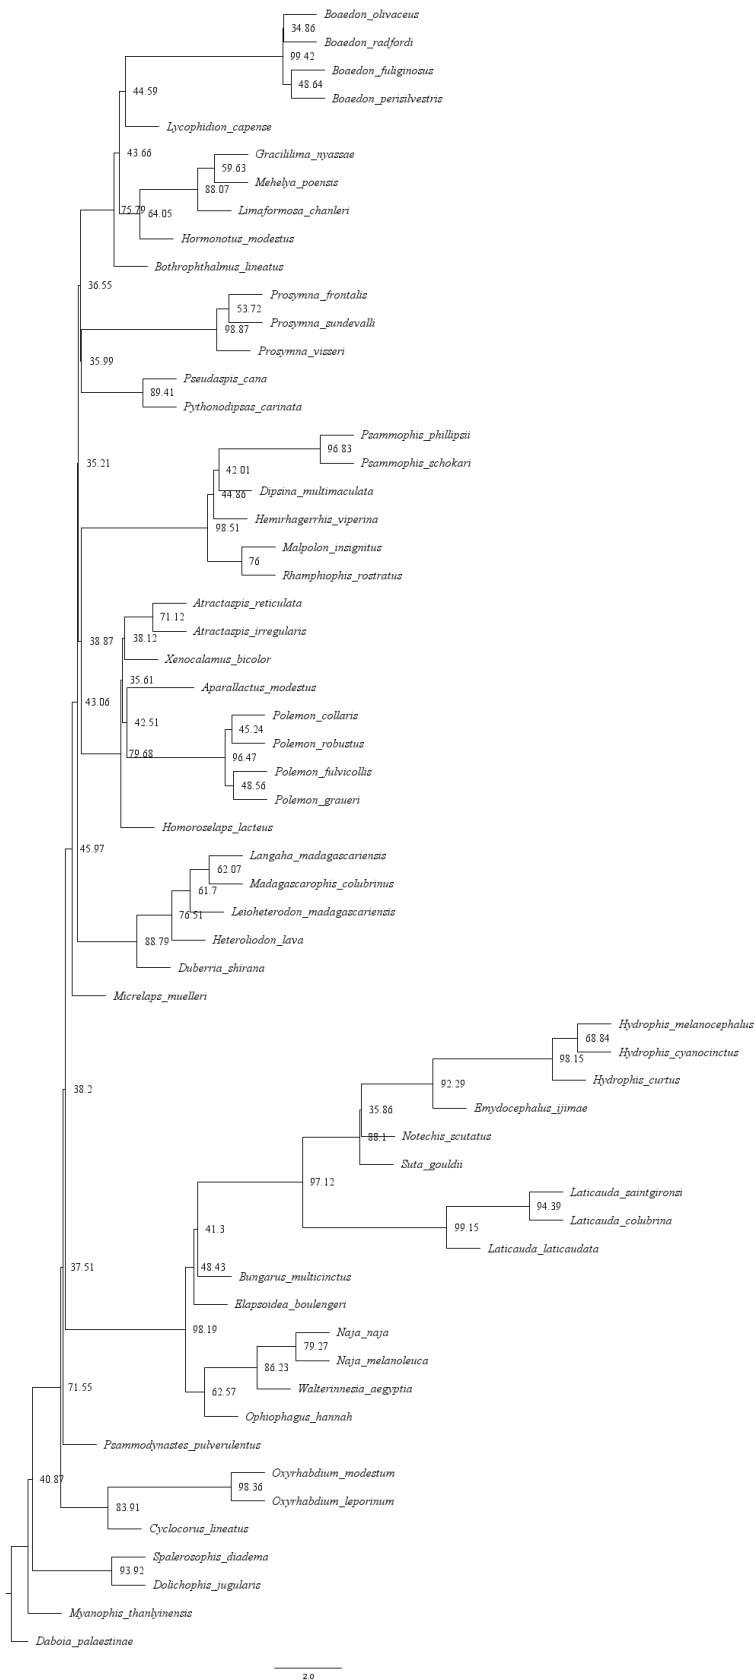 Boaedon_olivaceus
34.86
Boaedon_radfordi
99.42
Boaedon_fuliginosus
48.64
44.59
Boaedon_perisilvestris
Lycophidion_capense
43.66
Gracililima_nyassae
59.63
Mehelya_poensis
88.07
75.79
64.05
Limaformosa_chanleri
Hormonotus_modestus
Bothrophthalmus_lineatus
36.55
Prosymna_frontalis
53.72
Prosymna_sundevalli
98.87
Prosymna_visseri
35.99
Pseudaspis_cana
89.41
Pythonodipsas_carinata
Psammophis_phillipsii
96.83
35.21
Psammophis_schokari
42.01
Dipsina_multimaculata
44.86
Hemirhagerrhis_viperina
98.51
Malpolon_insignitus
76
Rhamphiophis_rostratus
Atractaspis_reticulata
71.12
Atractaspis_irregularis
38.87
38.12
Xenocalamus_bicolor
35.61
Aparallactus_modestus
43.06
Polemon_collaris
42.51
45.24
Polemon_robustus
79.68
96.47
Polemon_fulvicollis
48.56
Polemon_graueri
Homoroselaps_lacteus
45.97
Langaha_madagascariensis
62.07
Madagascarophis_colubrinus
61.7
Leioheterodon_madagascariensis
76.51
Heteroliodon_lava
88.79
Duberria_shirana
Micrelaps_muelleri
Hydrophis_melanocephalus
68.84
Hydrophis_cyanocinctus
98.15
Hydrophis_curtus
92.29
38.2
Emydocephalus_ijimae
35.86
Notechis_scutatus
88.1
Suta_gouldii
97.12
Laticauda_saintgironsi
94.39
Laticauda_colubrina
99.15
41.3
Laticauda_laticaudata
37.51
48.43
Bungarus_multicinctus
Elapsoidea_boulengeri
98.19
Naja_naja
79.27
Naja_melanoleuca
86.23
71.55
Walterinnesia_aegyptia
62.57
Ophiophagus_hannah
Psammodynastes_pulverulentus
40.87
Oxyrhabdium_modestum
98.36
Oxyrhabdium_leporinum
83.91
Cyclocorus_lineatus
Spalerosophis_diadema
93.92
Dolichophis_jugularis
Myanophis_thanlyinensis
Daboia_palaestinae
2.0